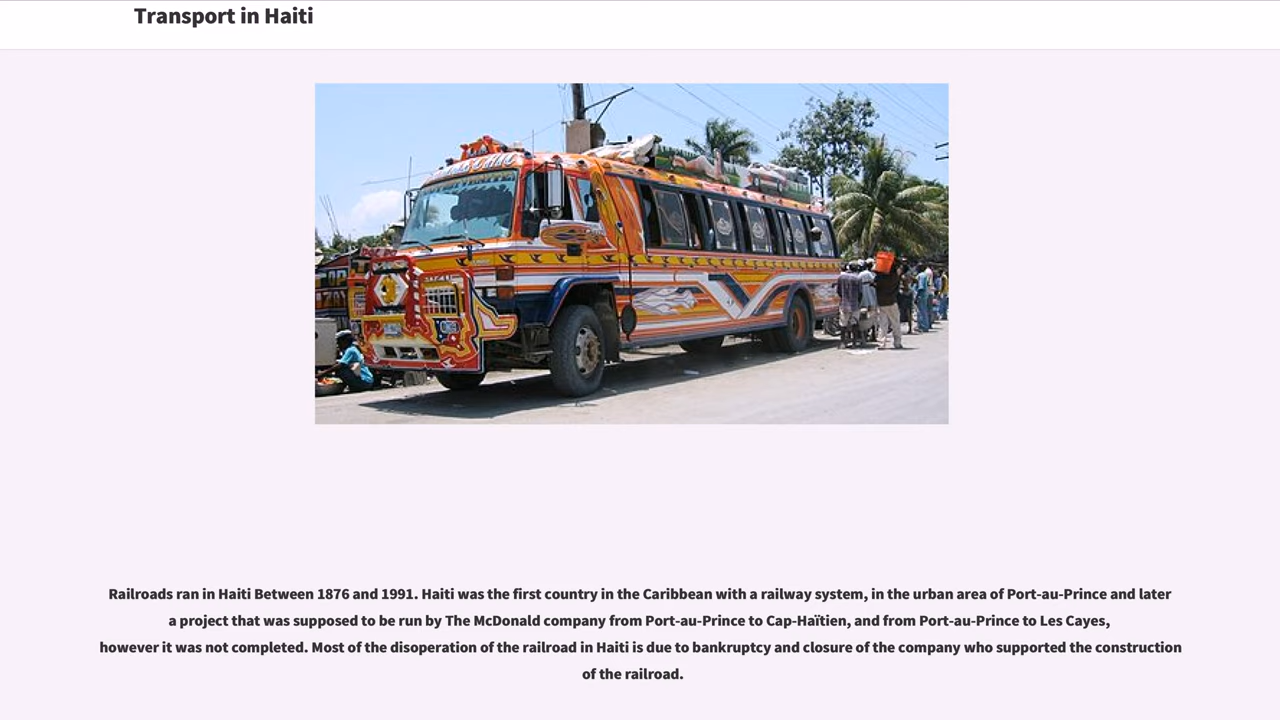 Transport in Haiti
Railroads ran in Haiti Between 1876 and 1991. Haiti was the first country in the Caribbean with a railway system, in the urban area of Port-au-Prince and later
a project that was supposed to be run by The McDonald company from Port-au-Prince to Cap-Haïtien, and from Port-au-Prince to Les Cayes,
however it was not completed. Most of the disoperation of the railroad in Haiti is due to bankruptcy and closure of the company who supported the construction
of the railroad.